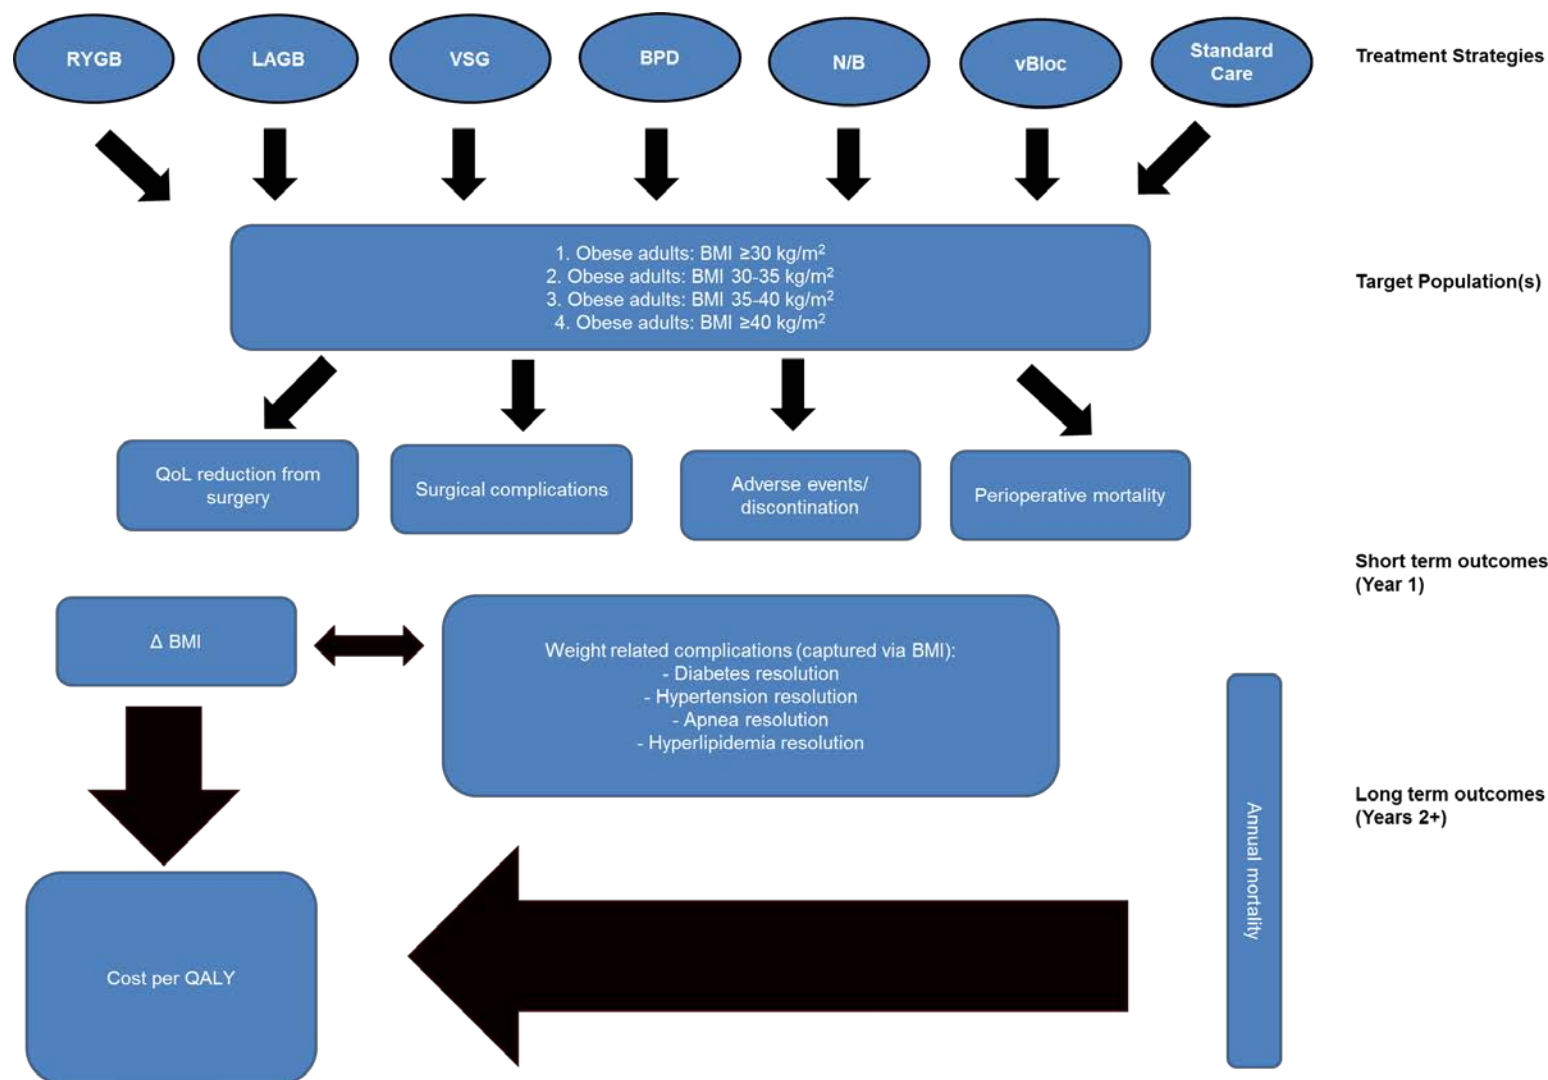 RYGB
LAGB
VSG
BPD
N/B
vBloc
Standard
Care
Treatment Strategies
1. Obese adults: BMI ≥30 kg/m²
2. Obese adults: BMI 30-35 kg/m²
3. Obese adults: BMI 35-40 kg/m²
4. Obese adults: BMI ≥40 kg/m²
Target Population(s)
QoL reduction from
surgery
Surgical complications
Adverse events/
discontination
Perioperative mortality
Short term outcomes
(Year 1)
Δ BMI
Weight related complications (captured via BMI):
- Diabetes resolution
- Hypertension resolution
- Apnea resolution
- Hyperlipidemia resolution
Long term outcomes
(Years 2+)
Annual mortality
Cost per QALY